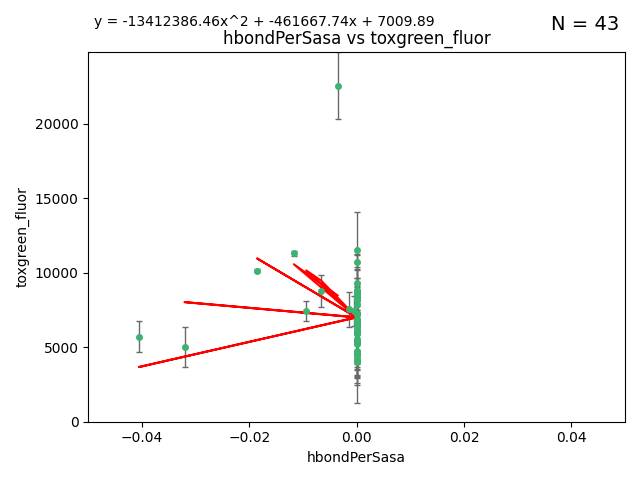 y = -13412386.46x^2 + -461667.74x + 7009.89
N = 43
hbondPerSasa vs toxgreen_fluor
toxgreen_fluor
20000
15000
10000
5000
0
−0.04
−0.02
0.00
0.02
0.04
hbondPerSasa